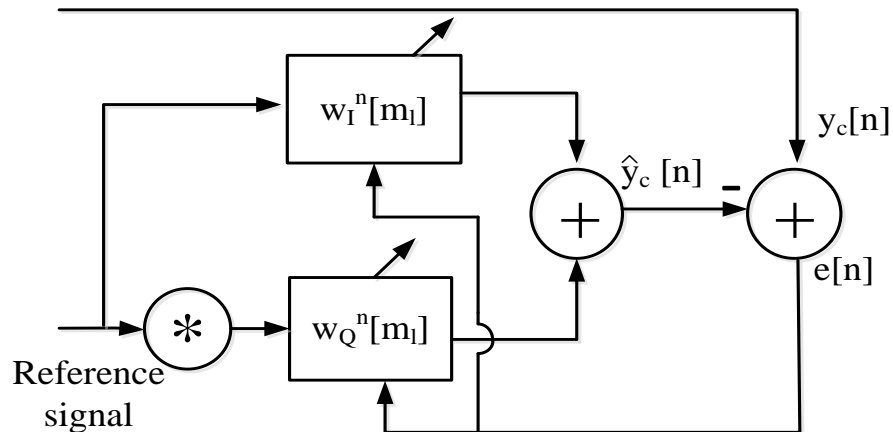 w_I^n[m_l]
y_c[n]
ŷ_c [n]
-
+
+
e[n]
*
w_Q^n[m_l]
Reference
signal